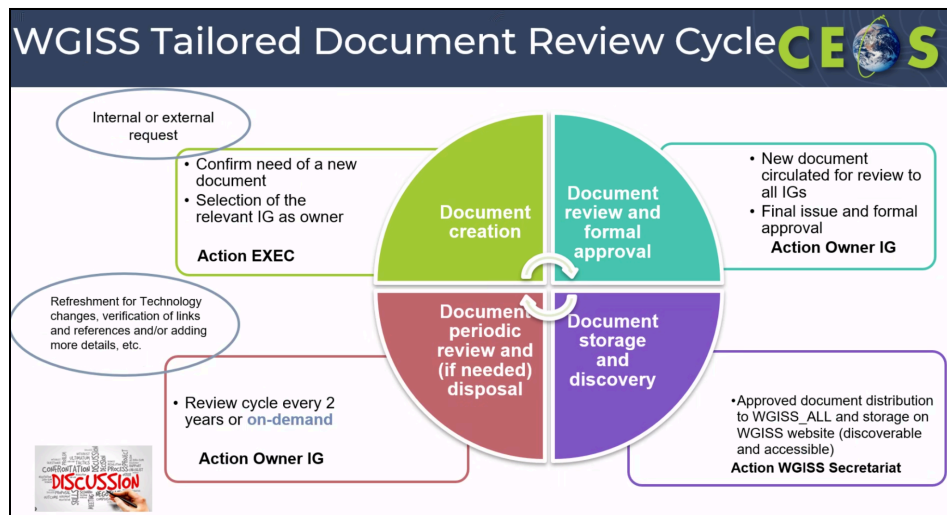 WGISS Tailored Document Review Cycle
CEOS
Internal or external
request
• Confirm need of a new
document
• Selection of the
relevant IG as owner
Action EXEC
Document
creation
Document
review and
formal
approval
• New document
circulated for review to
all IGs
• Final issue and formal
approval
Action Owner IG
Refreshment for Technology
changes, verification of links
and references and/or adding
more details, etc.
• Review cycle every 2
years or on-demand
Action Owner IG
Document
periodic
review and
(if needed)
disposal
Document
storage
and
discovery
•Approved document distribution
to WGISS_ALL and storage on
WGISS website (discoverable
and accessible)
Action WGISS Secretariat
CONFRONTATION
PROCESS
DISCUSSION
SKILLS